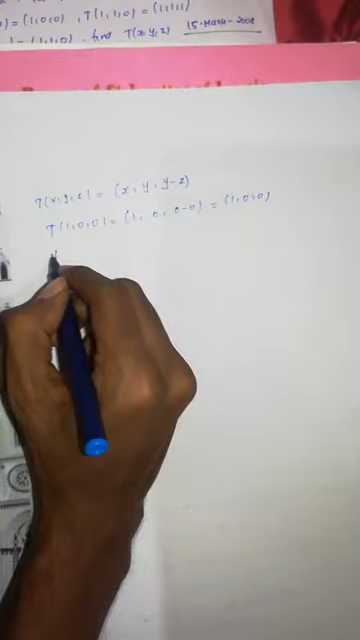 ) = (1,0,0) , T(1,1,0) = (1,1,1)
(1,1,0) . find T(x,y,z) 15-March-2008
T(x,y,z) = (x, y, y-z)
T(1,0,0) = (1, 0, 0-0) = (1,0,0)